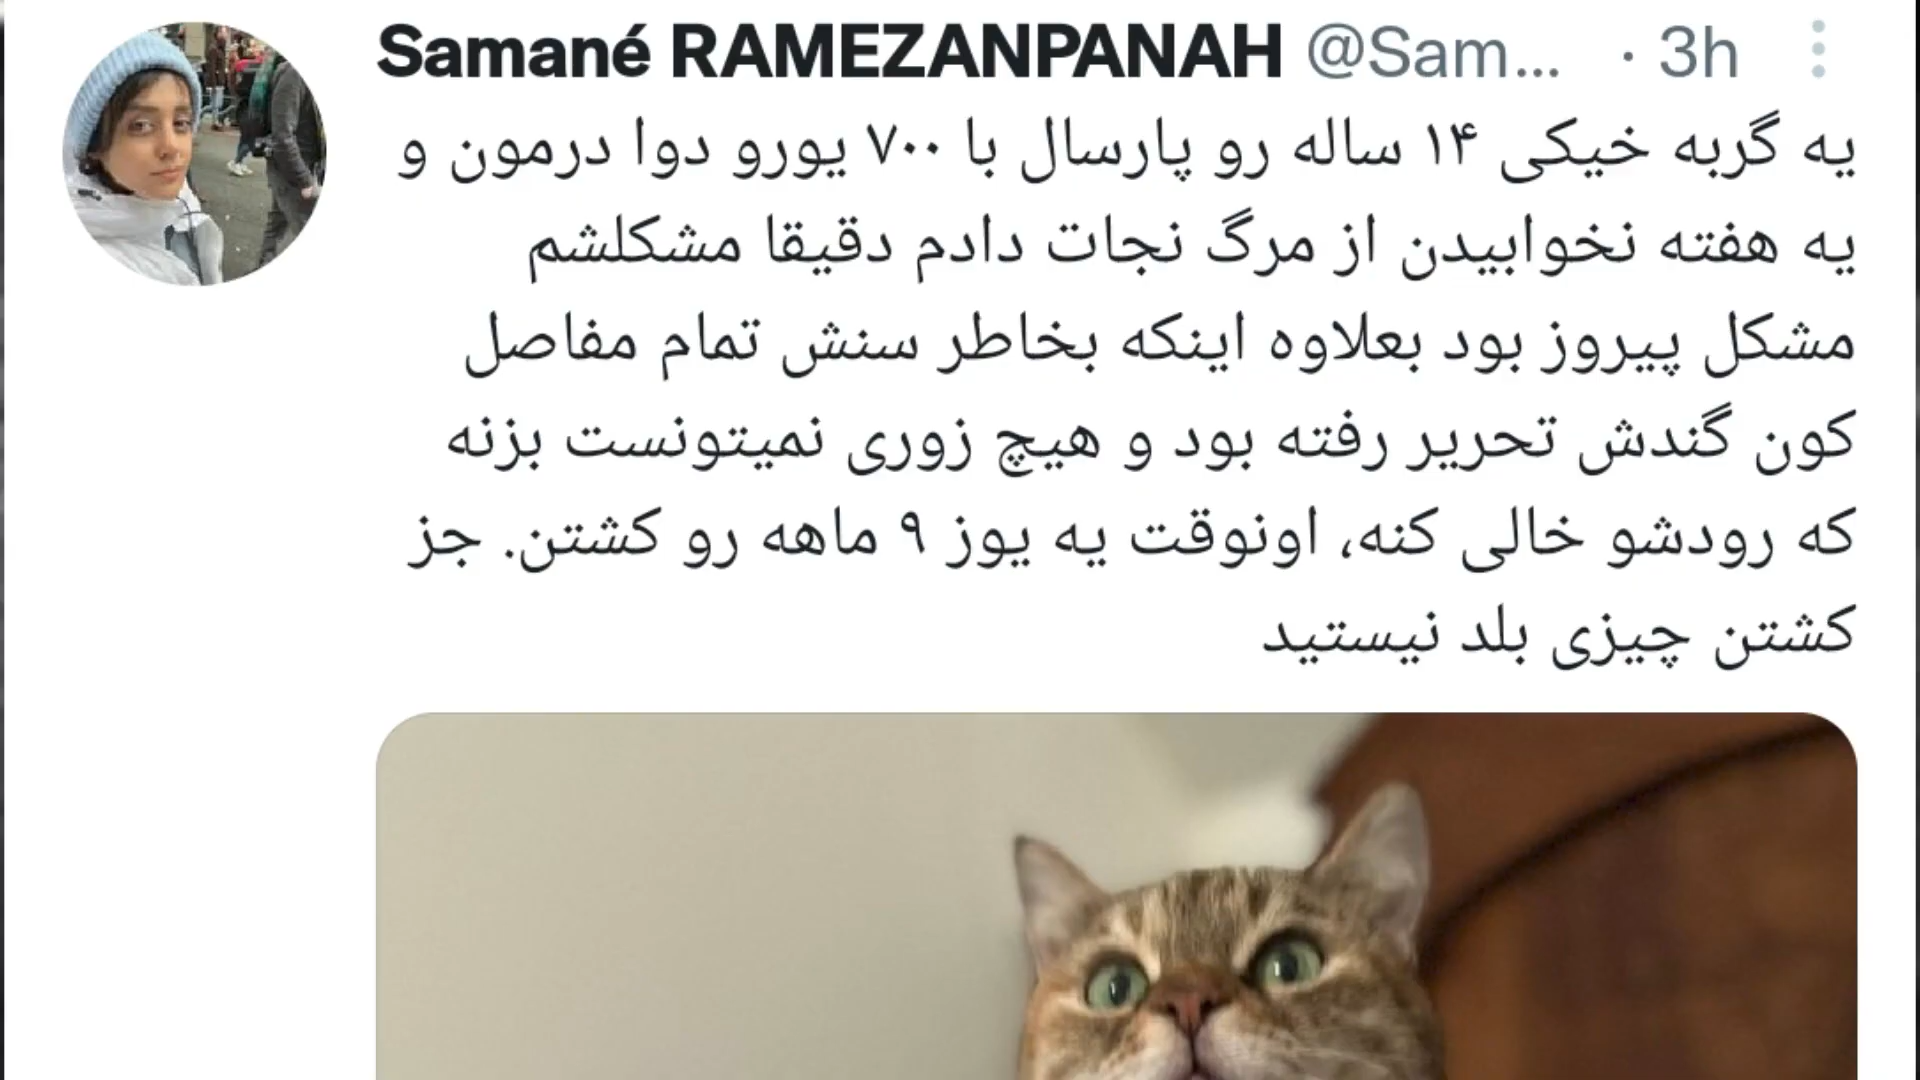 Samané RAMEZANPANAH @Sam... · 3h
یه گربه خیکی ۱۴ ساله رو پارسال با ۷۰۰ یورو دوا درمون و
یه هفته نخوابیدن از مرگ نجات دادم دقیقا مشکلشم
مشکل پیروز بود بعلاوه اینکه بخاطر سنش تمام مفاصل
کون گندش تحریر رفته بود و هیچ زوری نمیتونست بزنه
که رودشو خالی کنه، اونوقت یه یوز ۹ ماهه رو کشتن. جز
کشتن چیزی بلد نیستید